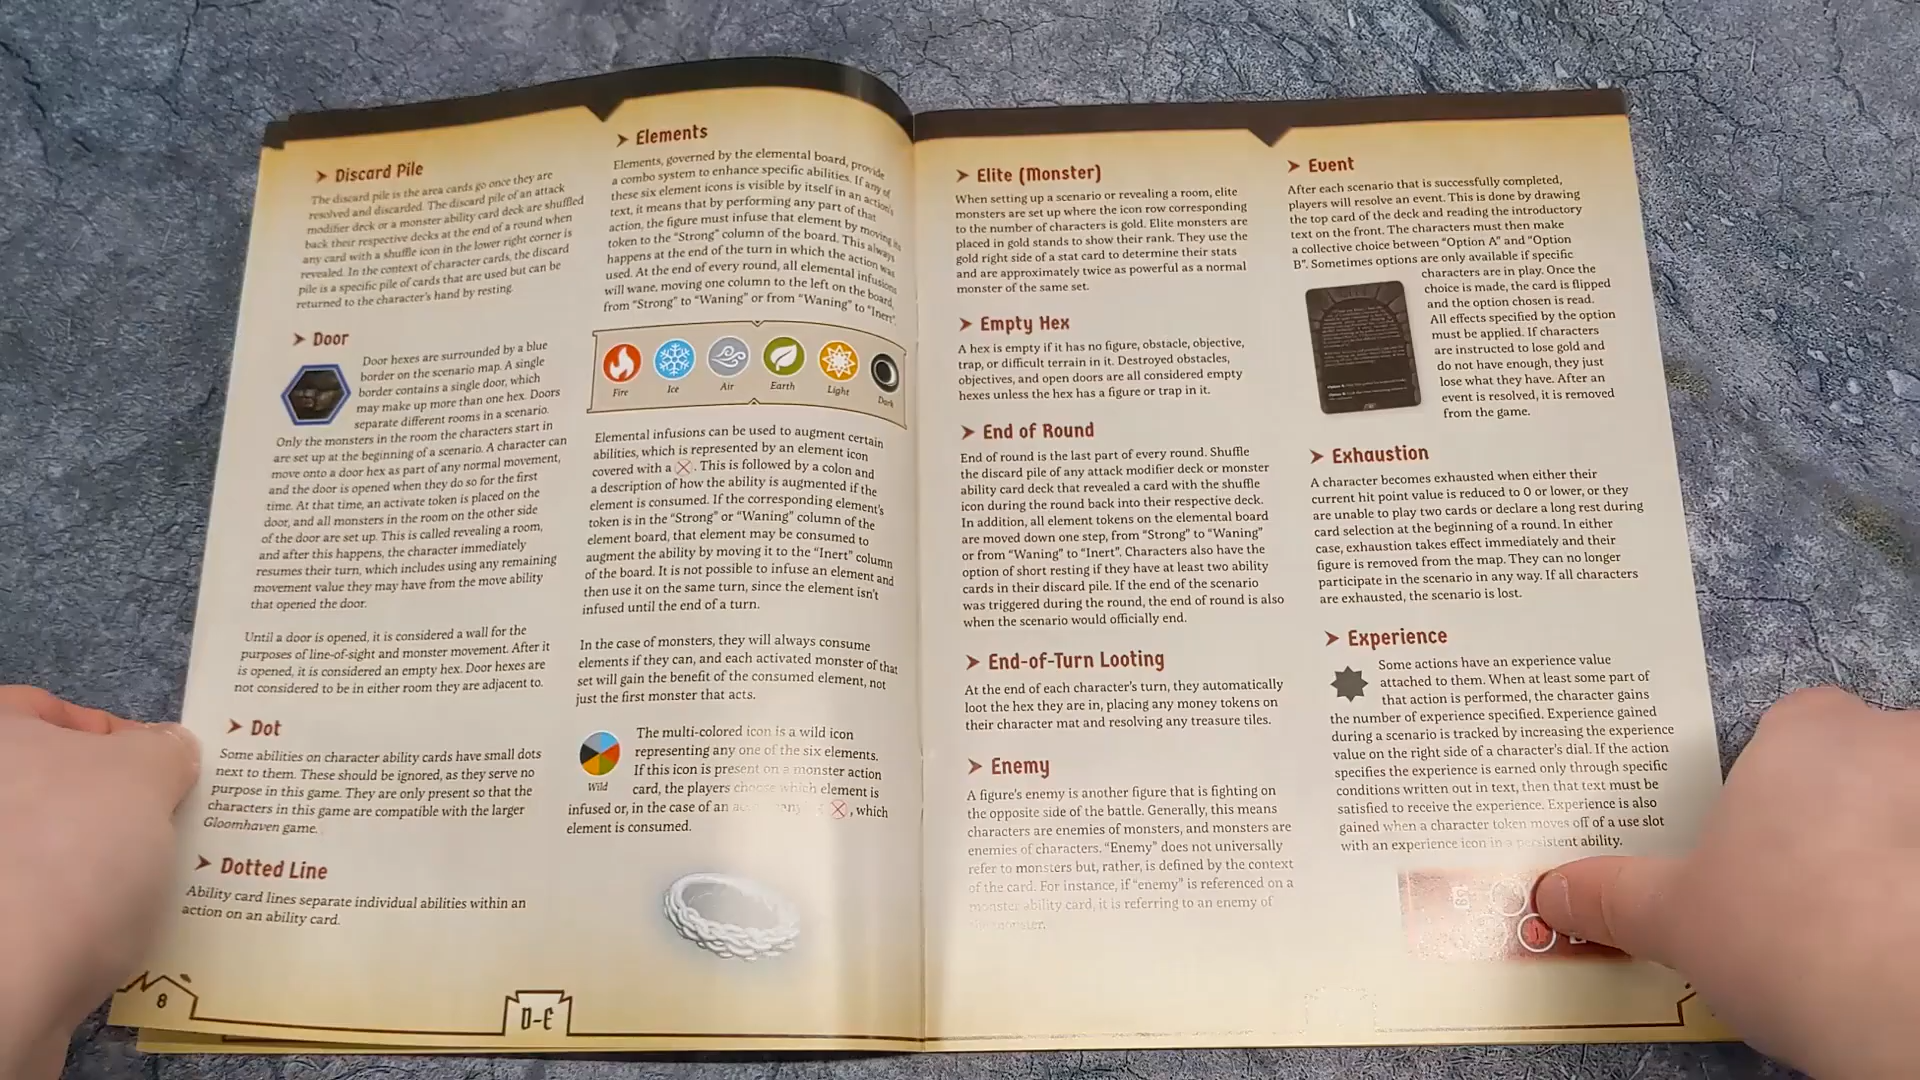 Discard Pile
The discard pile is the area cards go once they are
resolved and discarded. The discard pile of an attack
modifier deck or a monster ability card deck are shuffled
back their respective decks at the end of a round when
any card with a shuffle icon in the lower right corner is
revealed. In the context of character cards, the discard
pile is a specific pile of cards that are used but can be
returned to the character's hand by resting.
Door
Door hexes are surrounded by a blue
border on the scenario map. A single
border contains a single door, which
may make up more than one hex. Doors
separate different rooms in a scenario.
Only the monsters in the room the characters start in
are set up at the beginning of a scenario. A character can
move onto a door hex as part of any normal movement,
and the door is opened when they do so for the first
time. At that time, an activate token is placed on the
door, and all monsters in the room on the other side
of the door are set up. This is called revealing a room,
and after this happens, the character immediately
resumes their turn, which includes using any remaining
movement value they may have from the move ability
that opened the door.
Until a door is opened, it is considered a wall for the
purposes of line-of-sight and monster movement. After it
is opened, it is considered an empty hex. Door hexes are
not considered to be in either room they are adjacent to.
Dot
Some abilities on character ability cards have small dots
next to them. These should be ignored, as they serve no
purpose in this game. They are only present so that the
characters in this game are compatible with the larger
Gloomhaven game.
Dotted Line
Ability card lines separate individual abilities within an
action on an ability card.
8
Elements
Elements, governed by the elemental board, provide
a combo system to enhance specific abilities. If any of
these six element icons is visible by itself in an action's
text, it means that by performing any part of that
action, the figure must infuse that element by moving its
token to the "Strong" column of the board. This always
happens at the end of the turn in which the action was
used. At the end of every round, all elemental infusions
will wane, moving one column to the left on the board,
from "Strong" to "Waning" or from "Waning" to "Inert".
Fire Ice Air Earth Light Dark
Elemental infusions can be used to augment certain
abilities, which is represented by an element icon
covered with a . This is followed by a colon and
a description of how the ability is augmented if the
element is consumed. If the corresponding element's
token is in the "Strong" or "Waning" column of the
element board, that element may be consumed to
augment the ability by moving it to the "Inert" column
of the board. It is not possible to infuse an element and
then use it on the same turn, since the element isn't
infused until the end of a turn.
In the case of monsters, they will always consume
elements if they can, and each activated monster of that
set will gain the benefit of the consumed element, not
just the first monster that acts.
Wild
The multi-colored icon is a wild icon
representing any one of the six elements.
If this icon is present on a monster action
card, the players choose which element is
infused or, in the case of an , which
element is consumed.
D-E
Elite (Monster)
When setting up a scenario or revealing a room, elite
monsters are set up where the icon row corresponding
to the number of characters is gold. Elite monsters are
placed in gold stands to show their rank. They use the
gold right side of a stat card to determine their stats
and are approximately twice as powerful as a normal
monster of the same set.
Empty Hex
A hex is empty if it has no figure, obstacle, objective,
trap, or difficult terrain in it. Destroyed obstacles,
objectives, and open doors are all considered empty
hexes unless the hex has a figure or trap in it.
End of Round
End of round is the last part of every round. Shuffle
the discard pile of any attack modifier deck or monster
ability card deck that revealed a card with the shuffle
icon during the round back into their respective deck.
In addition, all element tokens on the elemental board
are moved down one step, from "Strong" to "Waning"
or from "Waning" to "Inert". Characters also have the
option of short resting if they have at least two ability
cards in their discard pile. If the end of the scenario
was triggered during the round, the end of round is also
when the scenario would officially end.
End-of-Turn Looting
At the end of each character's turn, they automatically
loot the hex they are in, placing any money tokens on
their character mat and resolving any treasure tiles.
Enemy
A figure's enemy is another figure that is fighting on
the opposite side of the battle. Generally, this means
characters are enemies of monsters, and monsters are
enemies of characters. "Enemy" does not universally
refer to monsters but, rather, is defined by the context
of the card. For instance, if "enemy" is referenced on a
monster ability card, it is referring to an enemy of
monster.
Event
After each scenario that is successfully completed,
players will resolve an event. This is done by drawing
the top card of the deck and reading the introductory
text on the front. The characters must then make
a collective choice between "Option A" and "Option
B". Sometimes options are only available if specific
characters are in play. Once the
choice is made, the card is flipped
and the option chosen is read.
All effects specified by the option
must be applied. If characters
are instructed to lose gold and
do not have enough, they just
lose what they have. After an
event is resolved, it is removed
from the game.
Exhaustion
A character becomes exhausted when either their
current hit point value is reduced to 0 or lower, or they
are unable to play two cards or declare a long rest during
card selection at the beginning of a round. In either
case, exhaustion takes effect immediately and their
figure is removed from the map. They can no longer
participate in the scenario in any way. If all characters
are exhausted, the scenario is lost.
Experience
Some actions have an experience value
attached to them. When at least some part of
that action is performed, the character gains
the number of experience specified. Experience gained
during a scenario is tracked by increasing the experience
value on the right side of a character's dial. If the action
specifies the experience is earned only through specific
conditions written out in text, then that text must be
satisfied to receive the experience. Experience is also
gained when a character token moves off of a use slot
with an experience icon in a persistent ability.